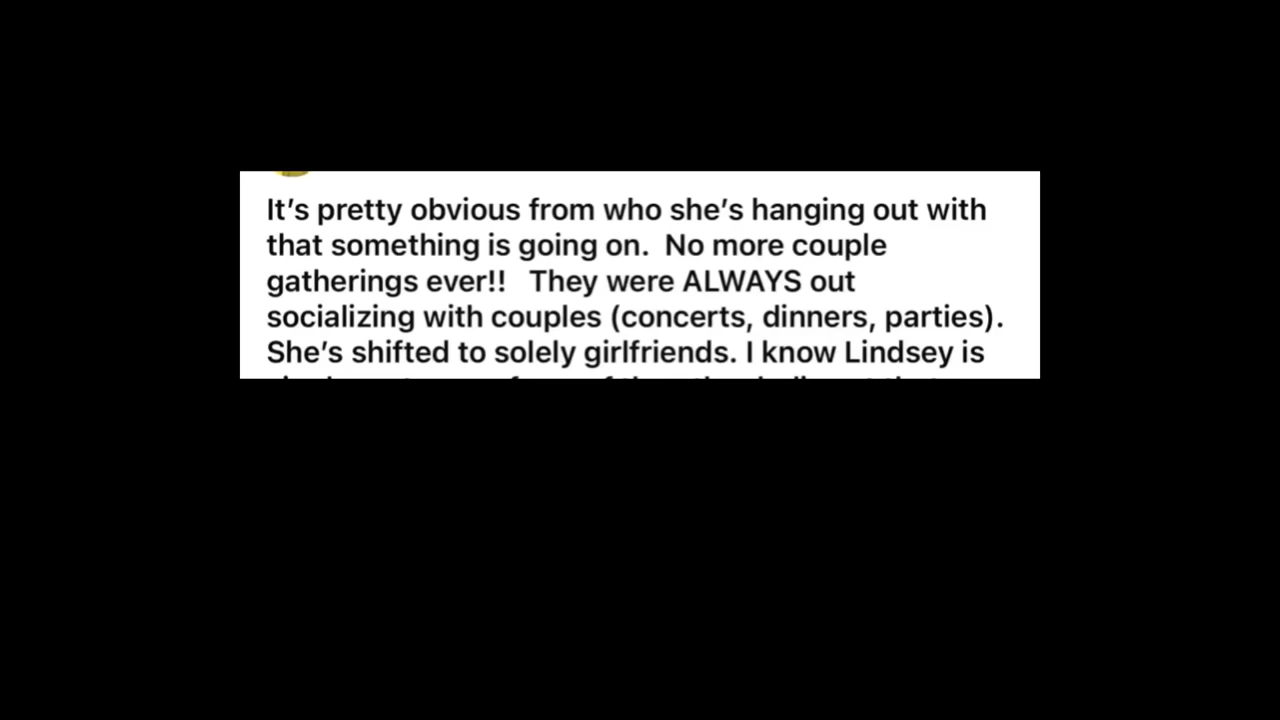 It’s pretty obvious from who she’s hanging out with
that something is going on.  No more couple
gatherings ever!!   They were ALWAYS out
socializing with couples (concerts, dinners, parties).
She’s shifted to solely girlfriends. I know Lindsey is